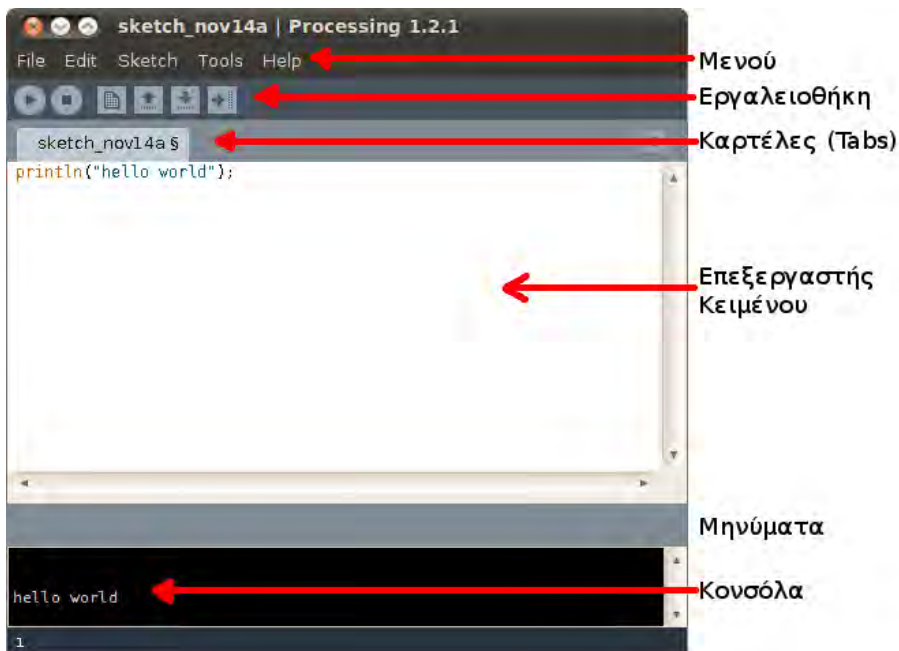 sketch_nov14a | Processing 1.2.1
File Edit Sketch Tools Help
Μενού
Εργαλειοθήκη
sketch_nov14a §
Καρτέλες (Tabs)
println("hello world");
Επεξεργαστής
Κειμένου
Μηνύματα
hello world
Κονσόλα
1